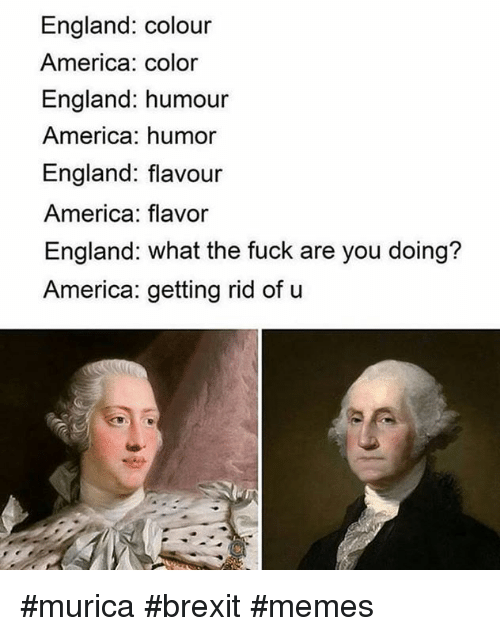 England: colour
America: color
England: humour
America: humor
England: flavour
America: flavor
England: what the fuck are you doing?
America: getting rid of u
#murica #brexit #memes